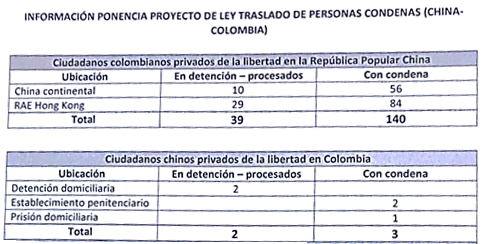 INFORMACIÓN PONENCIA PROYECTO DE LEY TRASLADO DE PERSONAS CONDENAS (CHINA-
COLOMBIA)
Ciudadanos colombianos privados de la libertad en la República Popular China
Ubicación En detención – procesados Con condena
China continental 10 56
RAE Hong Kong 29 84
Total 39 140
Ciudadanos chinos privados de la libertad en Colombia
Ubicación En detención – procesados Con condena
Detención domiciliaria 2
Establecimiento penitenciario 2
Prisión domiciliaria 1
Total 2 3